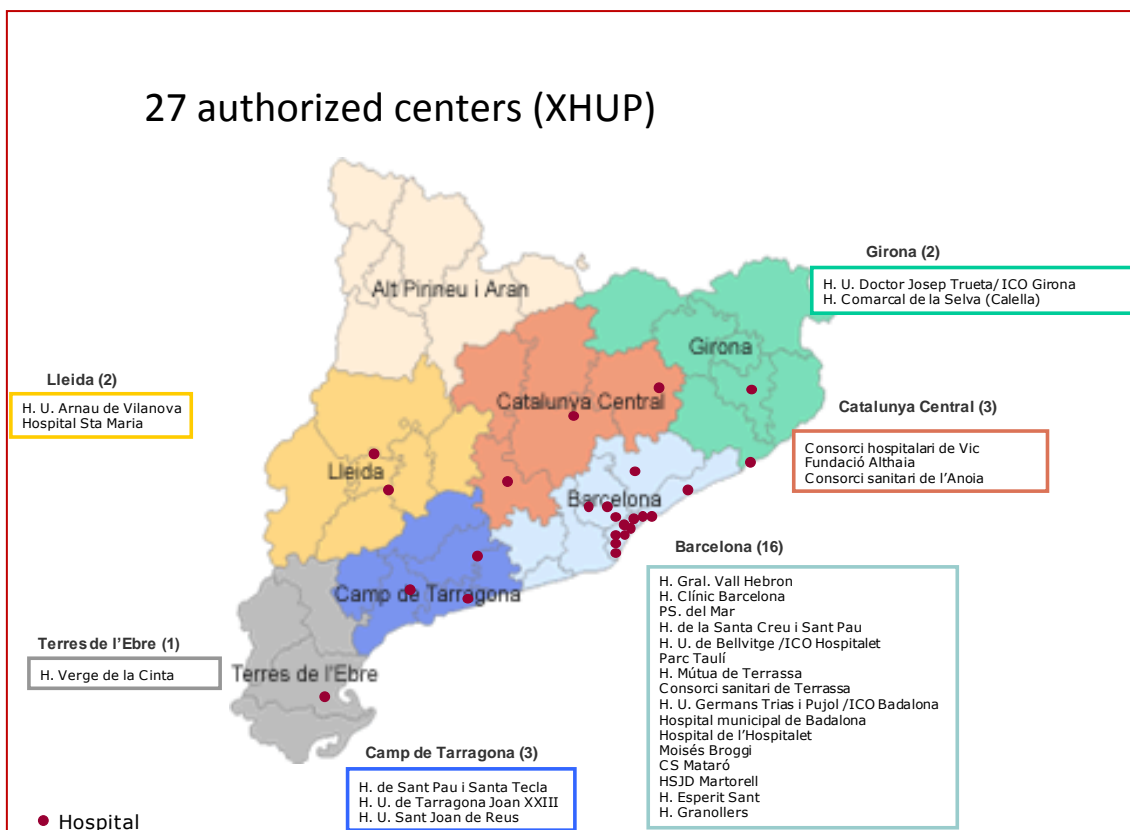 27 authorized centers (XHUP)
Alt Pirineu i Aran
Girona
Catalunya Central
Lleida
Barcelona
Camp de Tarragona
Terres de l'Ebre
Girona (2)
H. U. Doctor Josep Trueta/ ICO Girona
H. Comarcal de la Selva (Calella)
Lleida (2)
H. U. Arnau de Vilanova
Hospital Sta Maria
Catalunya Central (3)
Consorci hospitalari de Vic
Fundació Althaia
Consorci sanitari de l’Anoia
Barcelona (16)
H. Gral. Vall Hebron
H. Clínic Barcelona
PS. del Mar
H. de la Santa Creu i Sant Pau
H. U. de Bellvitge /ICO Hospitalet
Parc Taulí
H. Mútua de Terrassa
Consorci sanitari de Terrassa
H. U. Germans Trias i Pujol /ICO Badalona
Hospital municipal de Badalona
Hospital de l’Hospitalet
Moisés Broggi
CS Mataró
HSJD Martorell
H. Esperit Sant
H. Granollers
Terres de l’Ebre (1)
H. Verge de la Cinta
Camp de Tarragona (3)
H. de Sant Pau i Santa Tecla
H. U. de Tarragona Joan XXIII
H. U. Sant Joan de Reus
Hospital